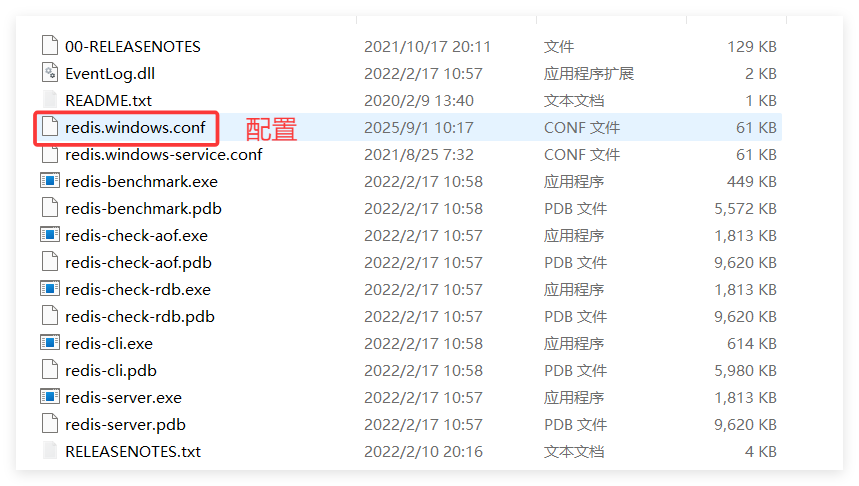 00-RELEASENOTES 2021/10/17 20:11 文件 129 KB
EventLog.dll 2022/2/17 10:57 应用程序扩展 2 KB
README.txt 2020/2/9 13:40 文本文档 1 KB
redis.windows.conf 配置 2025/9/1 10:17 CONF 文件 61 KB
redis.windows-service.conf 2021/8/25 7:32 CONF 文件 61 KB
redis-benchmark.exe 2022/2/17 10:58 应用程序 449 KB
redis-benchmark.pdb 2022/2/17 10:58 PDB 文件 5,572 KB
redis-check-aof.exe 2022/2/17 10:57 应用程序 1,813 KB
redis-check-aof.pdb 2022/2/17 10:57 PDB 文件 9,620 KB
redis-check-rdb.exe 2022/2/17 10:57 应用程序 1,813 KB
redis-check-rdb.pdb 2022/2/17 10:57 PDB 文件 9,620 KB
redis-cli.exe 2022/2/17 10:58 应用程序 614 KB
redis-cli.pdb 2022/2/17 10:58 PDB 文件 5,980 KB
redis-server.exe 2022/2/17 10:57 应用程序 1,813 KB
redis-server.pdb 2022/2/17 10:57 PDB 文件 9,620 KB
RELEASENOTES.txt 2022/2/10 20:16 文本文档 4 KB